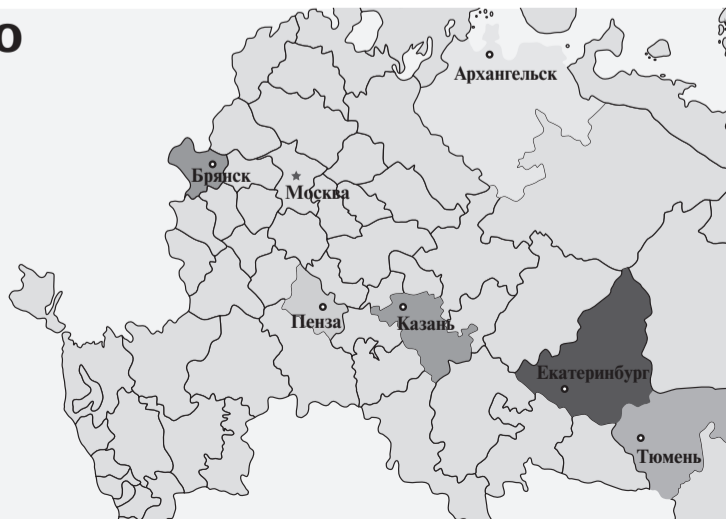 о
Архангельск
Брянск
Москва
Пенза
Казань
Екатеринбург
Тюмень